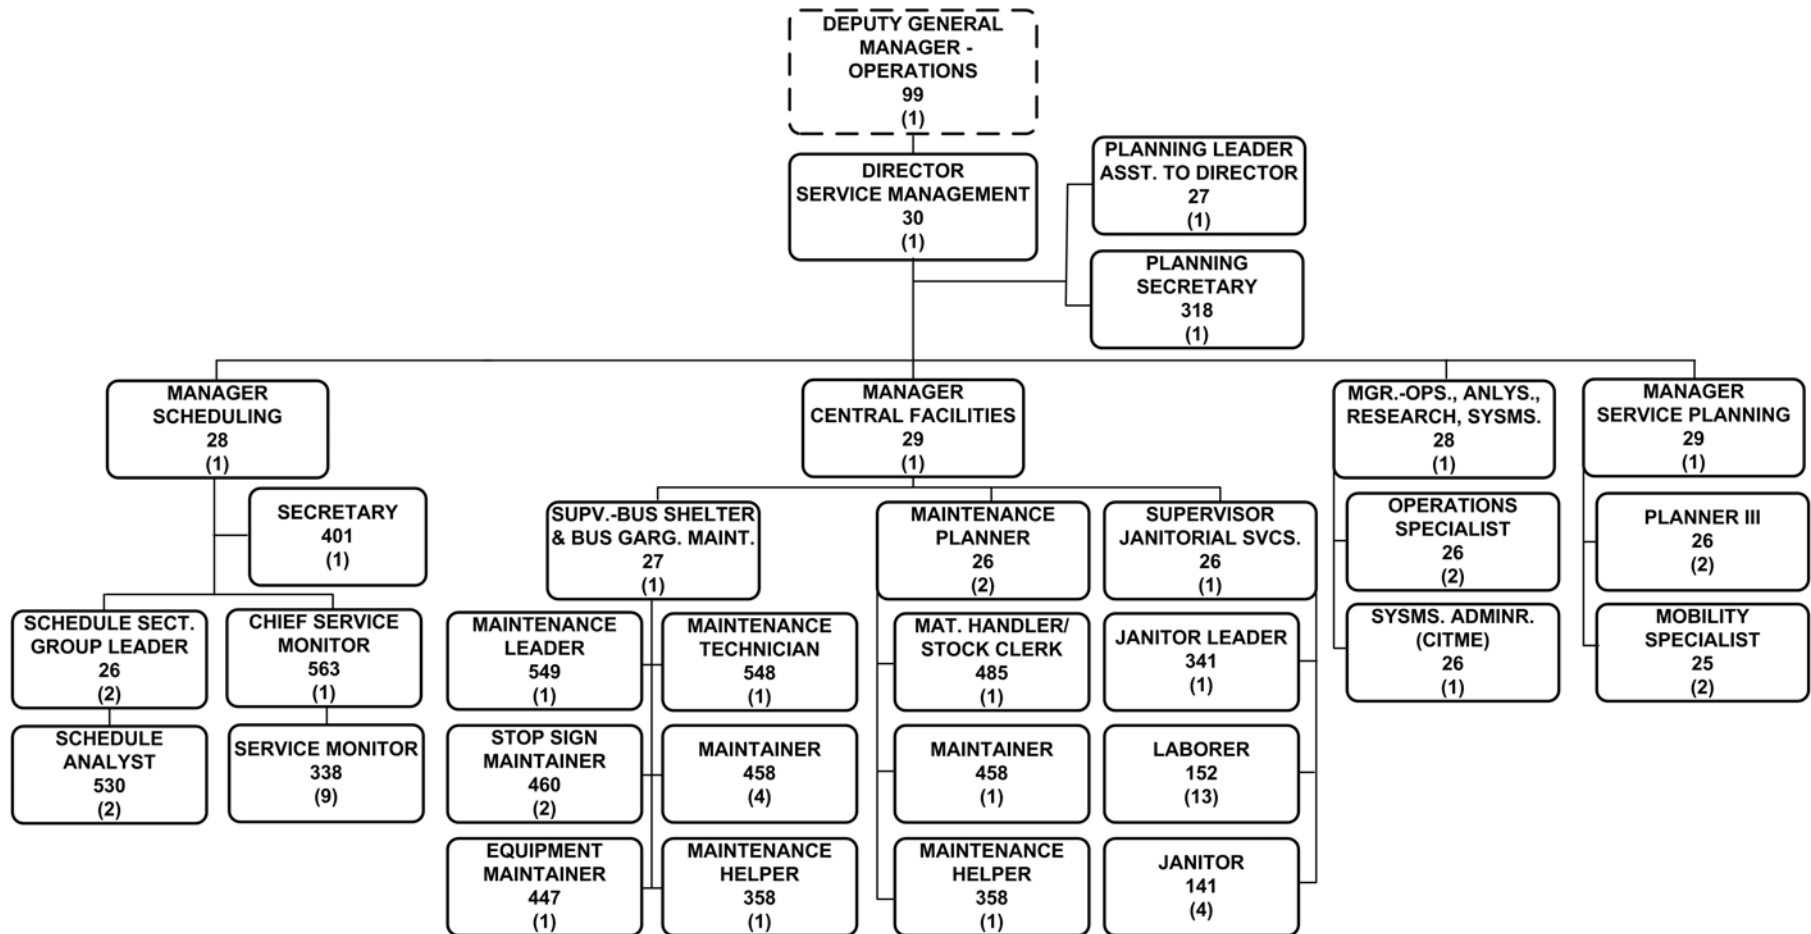 DEPUTY GENERAL
MANAGER -
OPERATIONS
99
(1)
DIRECTOR
SERVICE MANAGEMENT
30
(1)
PLANNING LEADER
ASST. TO DIRECTOR
27
(1)
PLANNING
SECRETARY
318
(1)
MANAGER
SCHEDULING
28
(1)
MANAGER
CENTRAL FACILITIES
29
(1)
MGR.-OPS., ANLYS.,
RESEARCH, SYSMS.
28
(1)
MANAGER
SERVICE PLANNING
29
(1)
SECRETARY
401
(1)
SUPV.-BUS SHELTER
& BUS GARG. MAINT.
27
(1)
MAINTENANCE
PLANNER
26
(2)
SUPERVISOR
JANITORIAL SVCS.
26
(1)
OPERATIONS
SPECIALIST
26
(2)
PLANNER III
26
(2)
SCHEDULE SECT.
GROUP LEADER
26
(2)
CHIEF SERVICE
MONITOR
563
(1)
MAINTENANCE
LEADER
549
(1)
MAINTENANCE
TECHNICIAN
548
(1)
MAT. HANDLER/
STOCK CLERK
485
(1)
JANITOR LEADER
341
(1)
SYSMS. ADMINR.
(CITME)
26
(1)
MOBILITY
SPECIALIST
25
(2)
SCHEDULE
ANALYST
530
(2)
SERVICE MONITOR
338
(9)
STOP SIGN
MAINTAINER
460
(2)
MAINTAINER
458
(4)
MAINTAINER
458
(1)
LABORER
152
(13)
EQUIPMENT
MAINTAINER
447
(1)
MAINTENANCE
HELPER
358
(1)
MAINTENANCE
HELPER
358
(1)
JANITOR
141
(4)